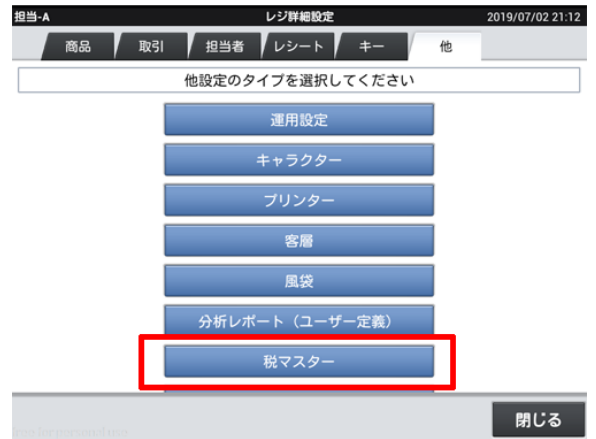 担当-A レジ詳細設定 2019/07/02 21:12
商品 取引 担当者 レシート キー 他
他設定のタイプを選択してください
運用設定
キャラクター
プリンター
客層
風袋
分析レポート（ユーザー定義）
税マスター
閉じる